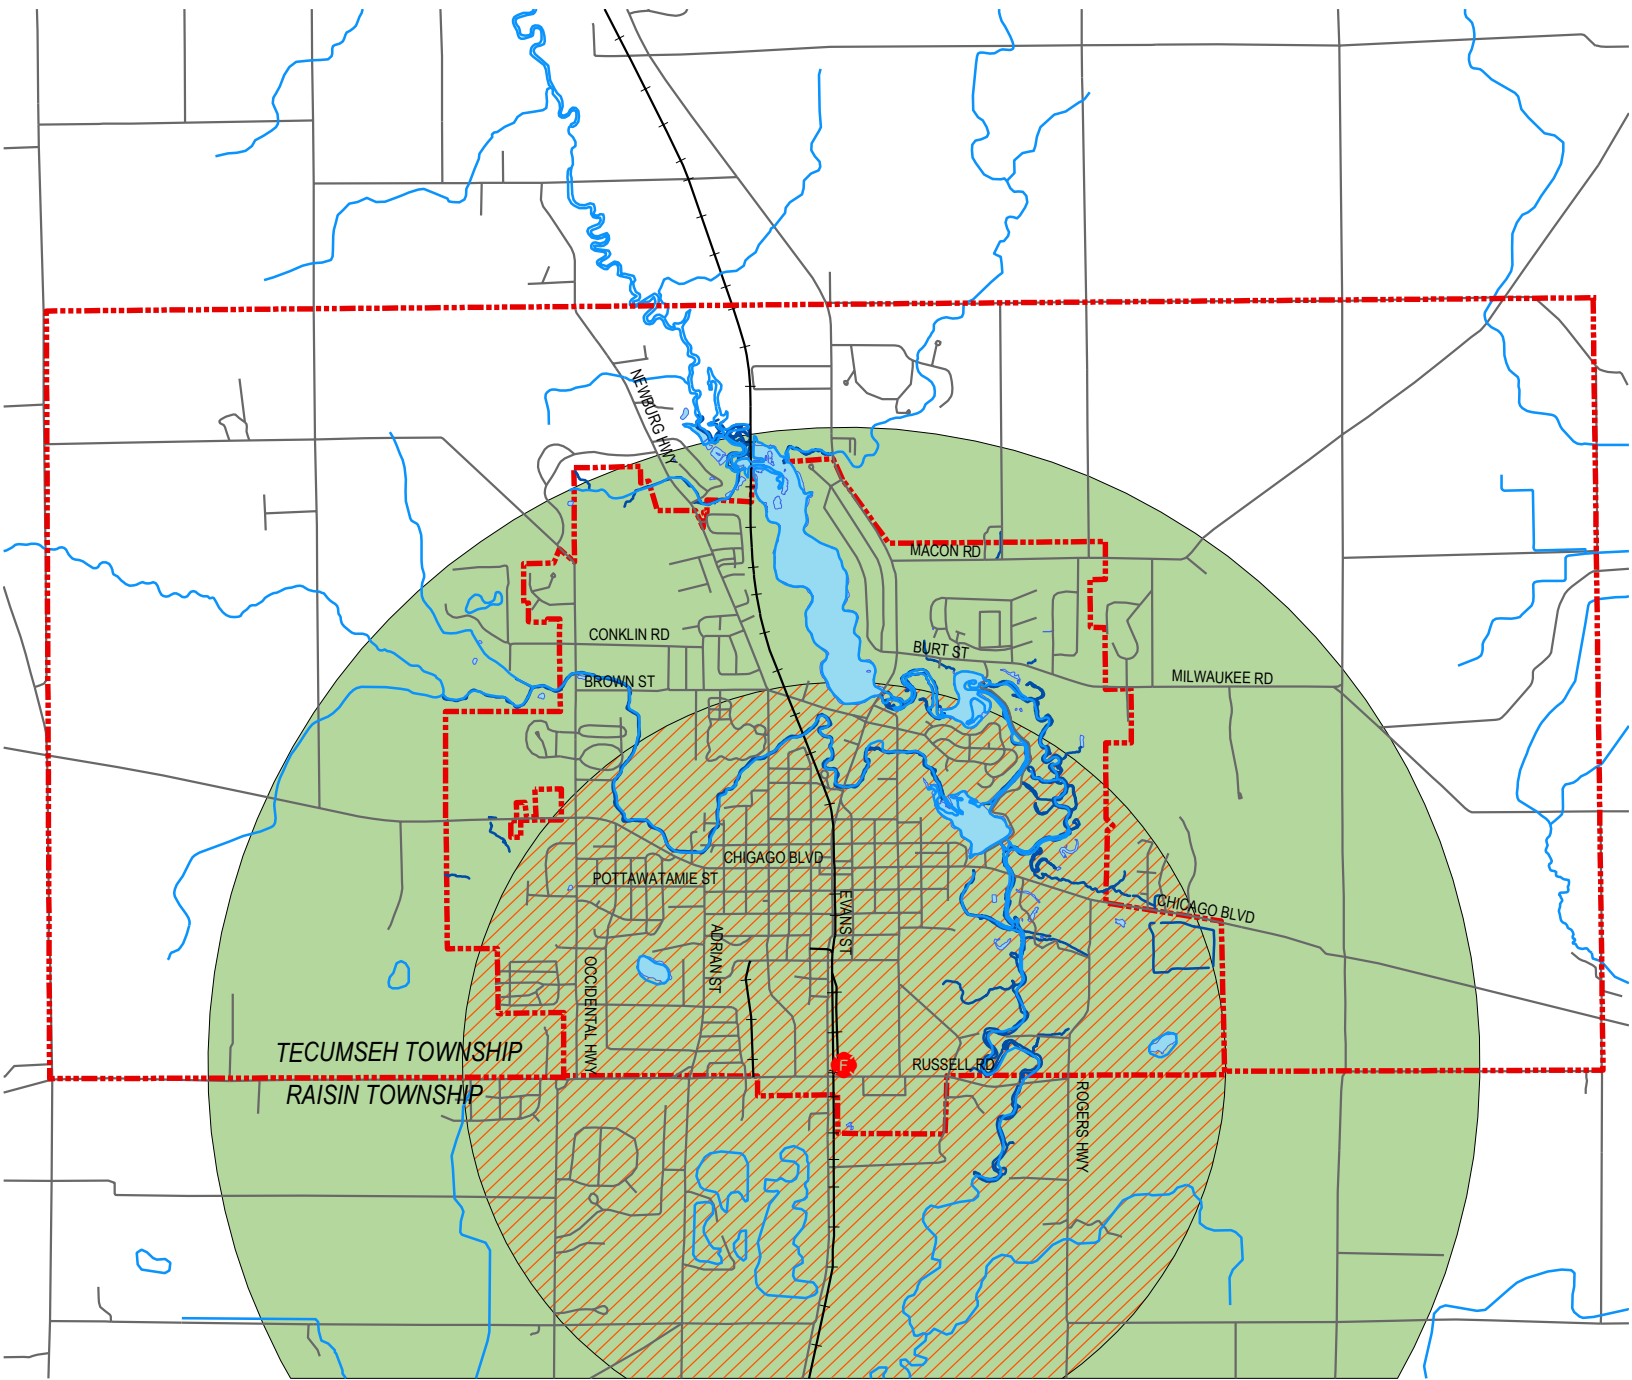 NEWBURG HWY
MACON RD
CONKLIN RD
BURT ST
BROWN ST
MILWAUKEE RD
CHIGAGO BLVD
POTTAWATAMIE ST
EVANS ST
CHICAGO BLVD
ADRIAN ST
OCCIDENTAL HWY
TECUMSEH TOWNSHIP
RUSSELL RD
RAISIN TOWNSHIP
ROGERS HWY